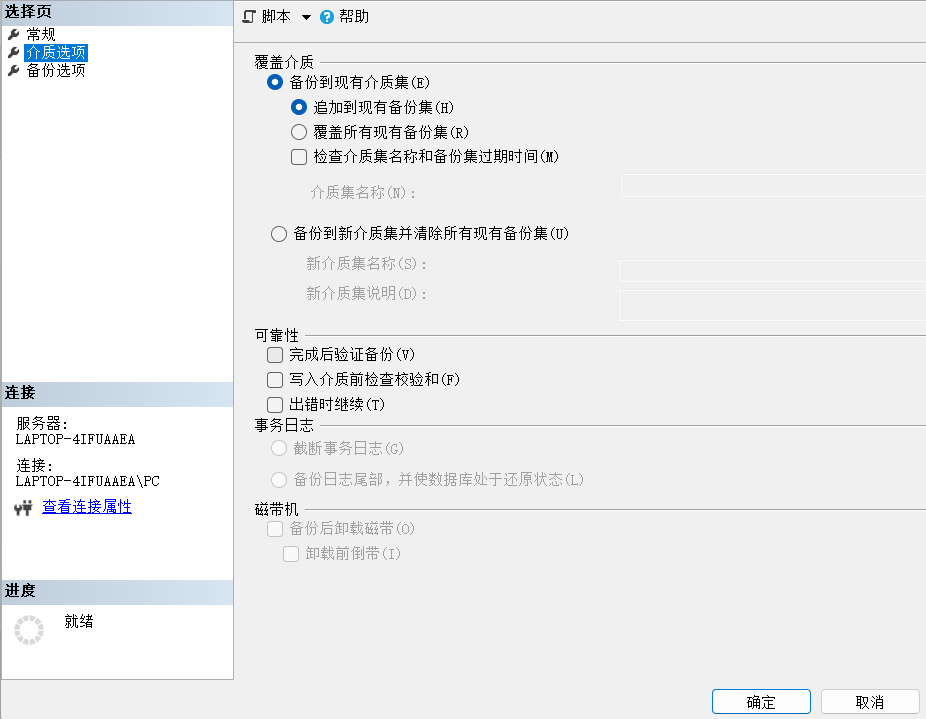 选择页
常规
介质选项
备份选项
脚本 帮助
覆盖介质
备份到现有介质集(E)
追加到现有备份集(H)
覆盖所有现有备份集(R)
检查介质集名称和备份集过期时间(M)
介质集名称(N)：
备份到新介质集并清除所有现有备份集(U)
新介质集名称(S)：
新介质集说明(D)：
可靠性
完成后验证备份(V)
写入介质前检查校验和(F)
出错时继续(T)
事务日志
截断事务日志(G)
备份日志尾部，并使数据库处于还原状态(L)
磁带机
备份后卸载磁带(O)
卸载前倒带(I)
连接
服务器:
LAPTOP-4IFUAAEA
连接:
LAPTOP-4IFUAAEA\PC
查看连接属性
进度
就绪
确定 取消